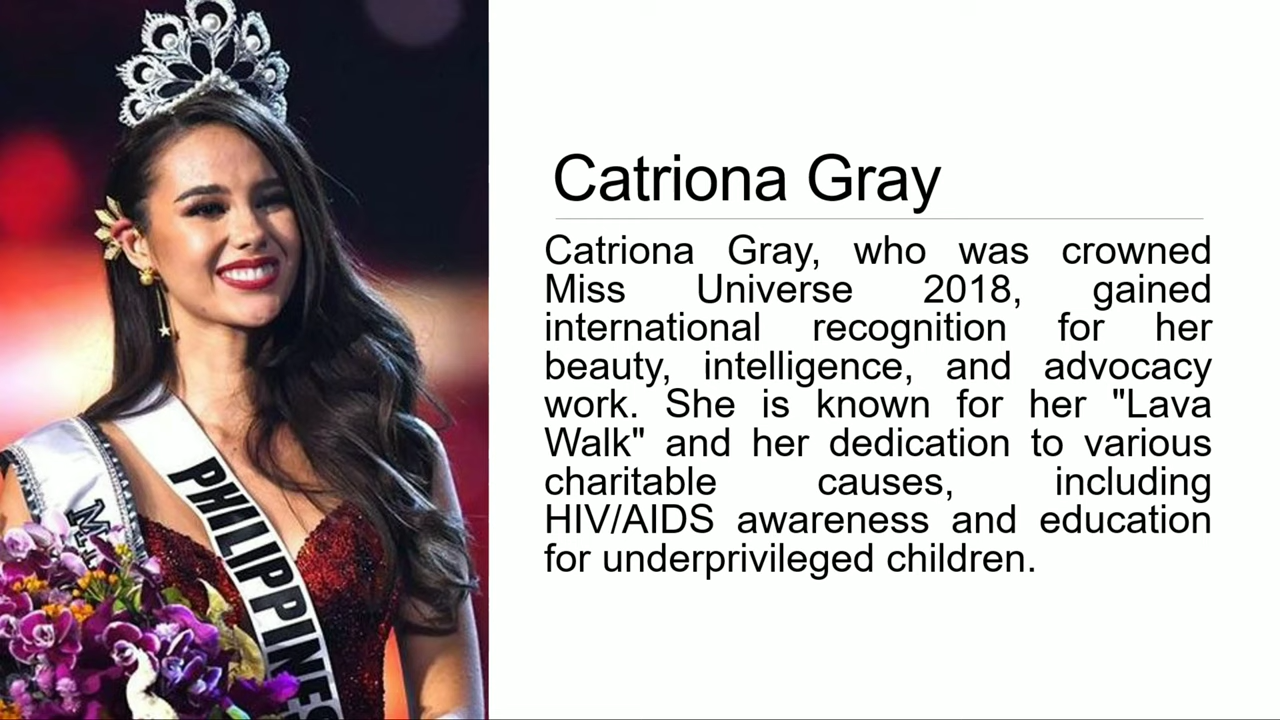 Catriona Gray
Catriona Gray, who was crowned
Miss Universe 2018, gained
international recognition for her
beauty, intelligence, and advocacy
work. She is known for her "Lava
Walk" and her dedication to various
charitable causes, including
HIV/AIDS awareness and education
for underprivileged children.
PHILIPPINES